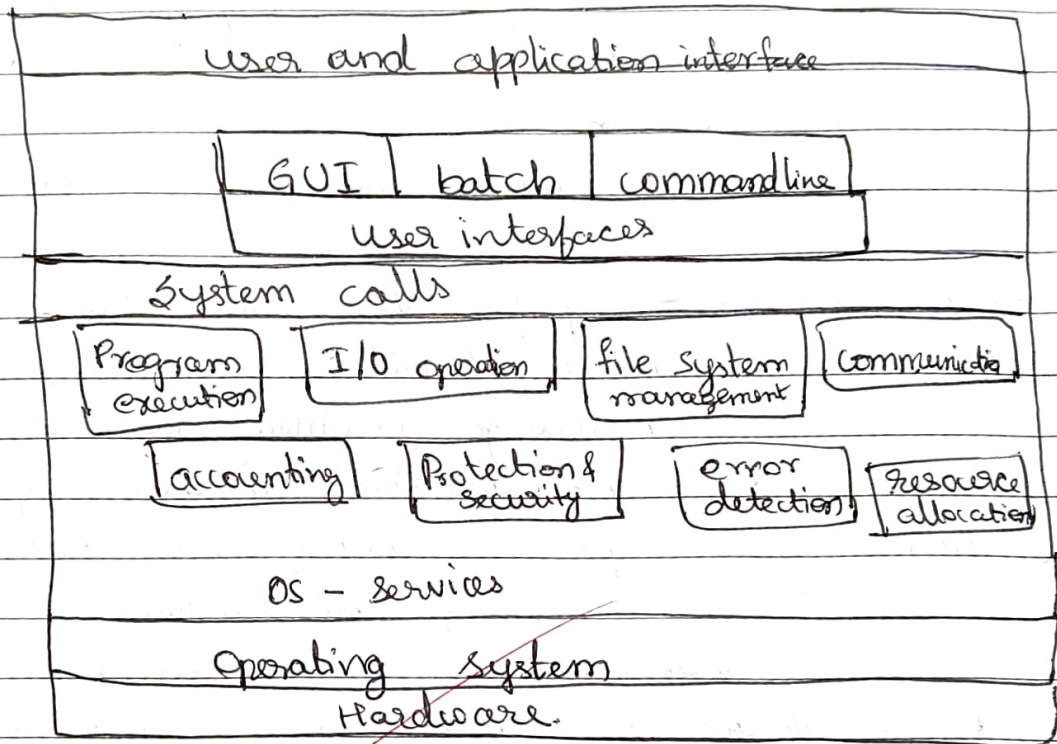 user and application interface
GUI batch commandline
user interfaces
System calls
Program execution
I/O operation
file system management
communictio
accounting
Protection & security
error detection
resource allocation
OS - services
Operating system
Hardware.